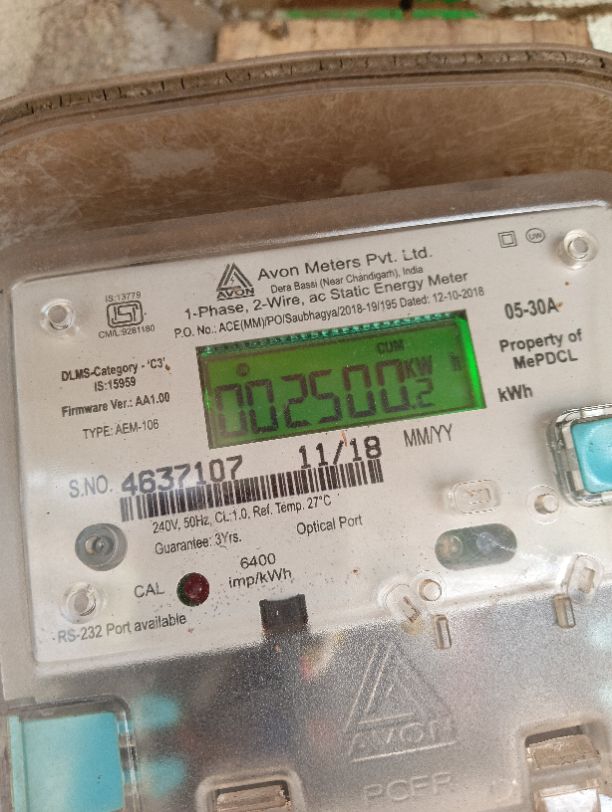 UW
AVON
Avon Meters Pvt. Ltd.
Dera Bassi (Near Chandigarh), India
1-Phase, 2-Wire, ac Static Energy Meter
P.O. No.: ACE(MM)/PO/Saubhagya/2018-19/195 Dated: 12-10-2018
IS:13779
ISI
CM/L:9281180
05-30A
DLMS-Category - 'C3'
IS:15959
Firmware Ver.: AA1.00
TYPE: AEM-106
CUM
002500.2 KW h
Property of
MePDCL
kWh
MM/YY
S.NO. 4637107 11/18
240V, 50Hz, CL:1.0, Ref. Temp. 27°C
Guarantee: 3Yrs.
Optical Port
CAL
6400
imp/kWh
RS-232 Port available
AVON